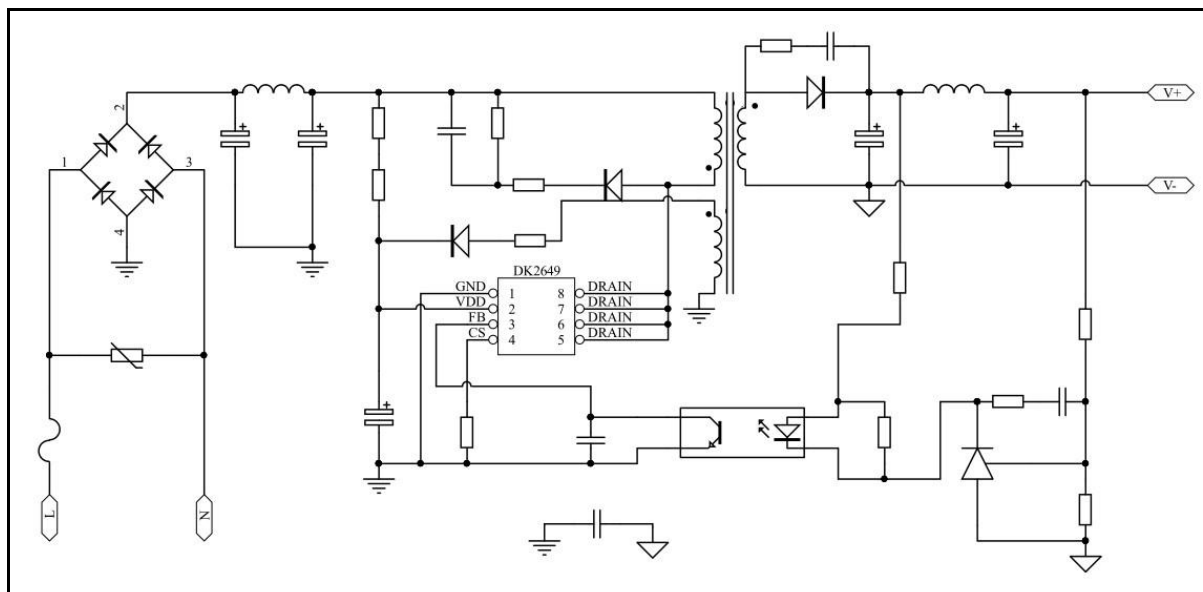 2
1
3
4
V+
V-
DK2649
GND 1 8 DRAIN
VDD 2 7 DRAIN
FB 3 6 DRAIN
CS 4 5 DRAIN
+
+
+
+
+
L
N